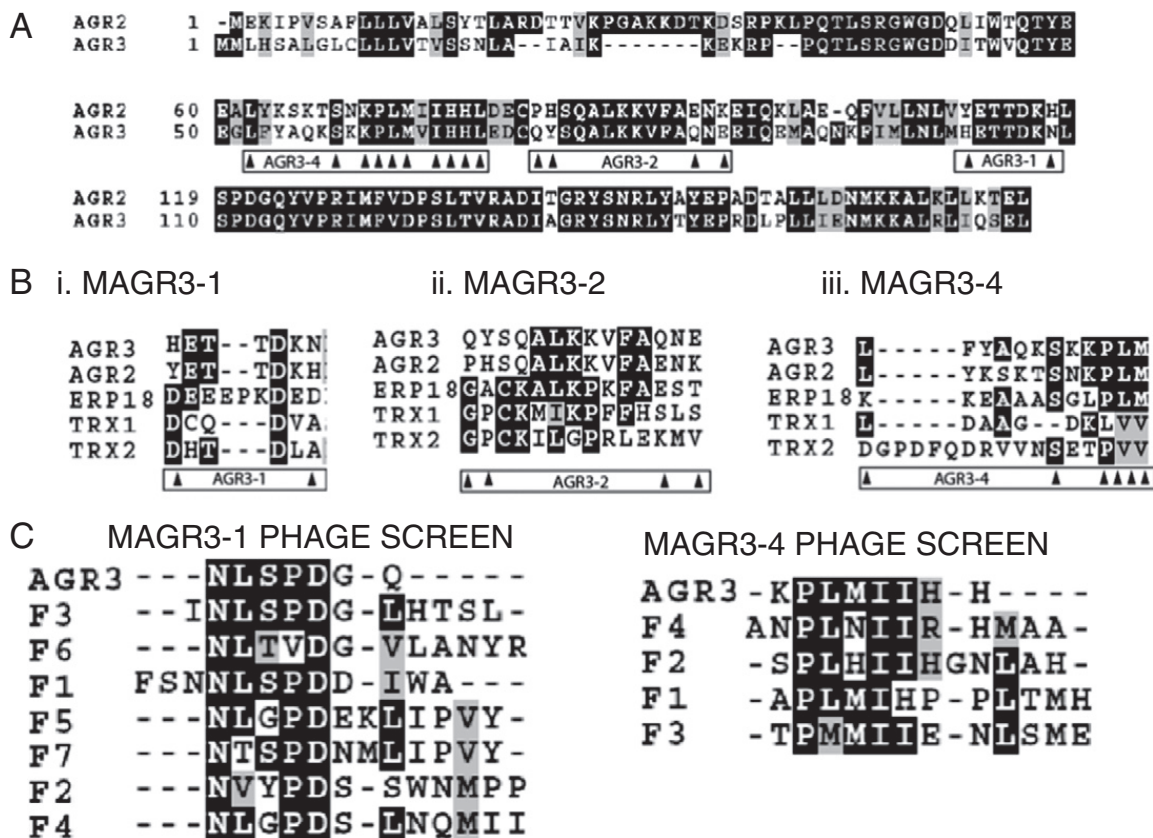 A
AGR2 1 -MEKIPVSAFLLLVALSYTLARDTTVKPGAKKDTKDSRPKLPQTLSRGWGDQLIWTQTYE
AGR3 1 MMLHSALGLCLLLVTVSSNLA--IAIK-------KEKRP--PQTLSRGWGDDITWVQTYE
AGR2 60 EALYKSKTSNKPLMIIHHLDECPHSQALKKVFAENKEIQKLAE-QFVLLNLVYETTDKHL
AGR3 50 EGLFYAQKSKKPLMVIHHLEDCQYSQALKKVFAQNEEIQEMAQNKFIMLNLMHETTDKNL
▲ AGR3-4 ▲ ▲▲▲▲ ▲▲▲▲ ▲▲ AGR3-2 ▲ ▲ ▲ AGR3-1 ▲
AGR2 119 SPDGQYVPRIMFVDPSLTVRADITGRYSNRLYAYEPADTALLLDNMKKALKLLKTEL
AGR3 110 SPDGQYVPRIMFVDPSLTVRADIAGRYSNRLYTYEPRDLPLLIENMKKALRLIQSEL
B i. MAGR3-1 ii. MAGR3-2 iii. MAGR3-4
AGR3 HET--TDKN
AGR2 YET--TDKH
ERP18 DEEEPKDED
TRX1 DCQ---DVA
TRX2 DHT---DLA
▲ AGR3-1 ▲
AGR3 QYSQALKKVFAQNE
AGR2 PHSQALKKVFAENK
ERP18 GACKALKPKFAEST
TRX1 GPCKMIKPFFHSLS
TRX2 GPCKILGPRLEKMV
▲ ▲ AGR3-2 ▲ ▲
AGR3 L-----FYAQKSKKPLM
AGR2 L-----YKSKTSNKPLM
ERP18 K-----KEAAASGLPLM
TRX1 L-----DAAG--DKLVV
TRX2 DGPDFQDRVVNSETPVV
▲ AGR3-4 ▲ ▲▲▲▲
C MAGR3-1 PHAGE SCREEN
AGR3 ---NLSPDG-Q-----
F3 --INLSPDG-LHTSL-
F6 ---NLTVDG-VLANYR
F1 FSNNLSPDD-IWA---
F5 ---NLGPDEKLIPVY-
F7 ---NTSPDNMLIPVY-
F2 ---NVYPDS-SWNMPP
F4 ---NLGPDS-LNQMII
MAGR3-4 PHAGE SCREEN
AGR3 -KPLMIIH-H----
F4 ANPLNIIR-HMAA-
F2 -SPLHIIHGNLAH-
F1 -APLMIHP-PLTMH
F3 -TPMMIIE-NLSME